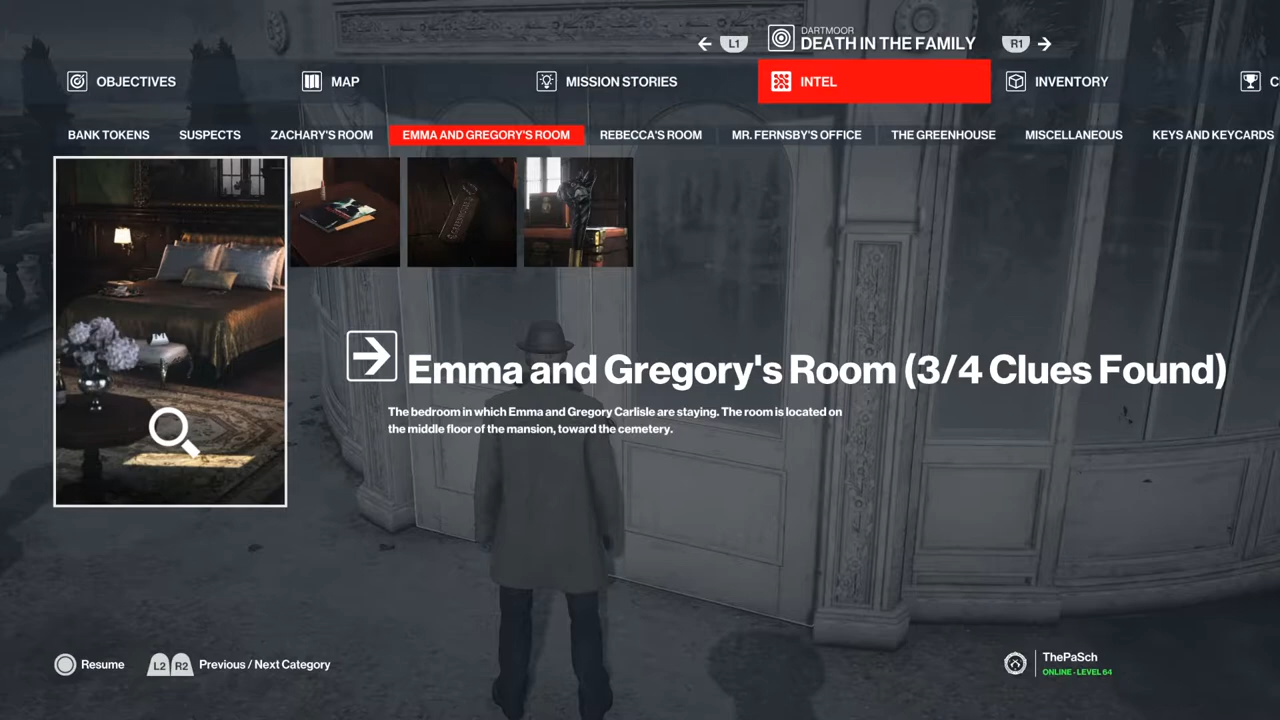 DARTMOOR
L1 DEATH IN THE FAMILY R1
OBJECTIVES MAP MISSION STORIES INTEL INVENTORY C
BANK TOKENS SUSPECTS ZACHARY'S ROOM EMMA AND GREGORY'S ROOM REBECCA'S ROOM MR. FERNSBY'S OFFICE THE GREENHOUSE MISCELLANEOUS KEYS AND KEYCARDS
Emma and Gregory's Room (3/4 Clues Found)
The bedroom in which Emma and Gregory Carlisle are staying. The room is located on
the middle floor of the mansion, toward the cemetery.
Resume L2 R2 Previous / Next Category
ThePaSch
ONLINE - LEVEL 64